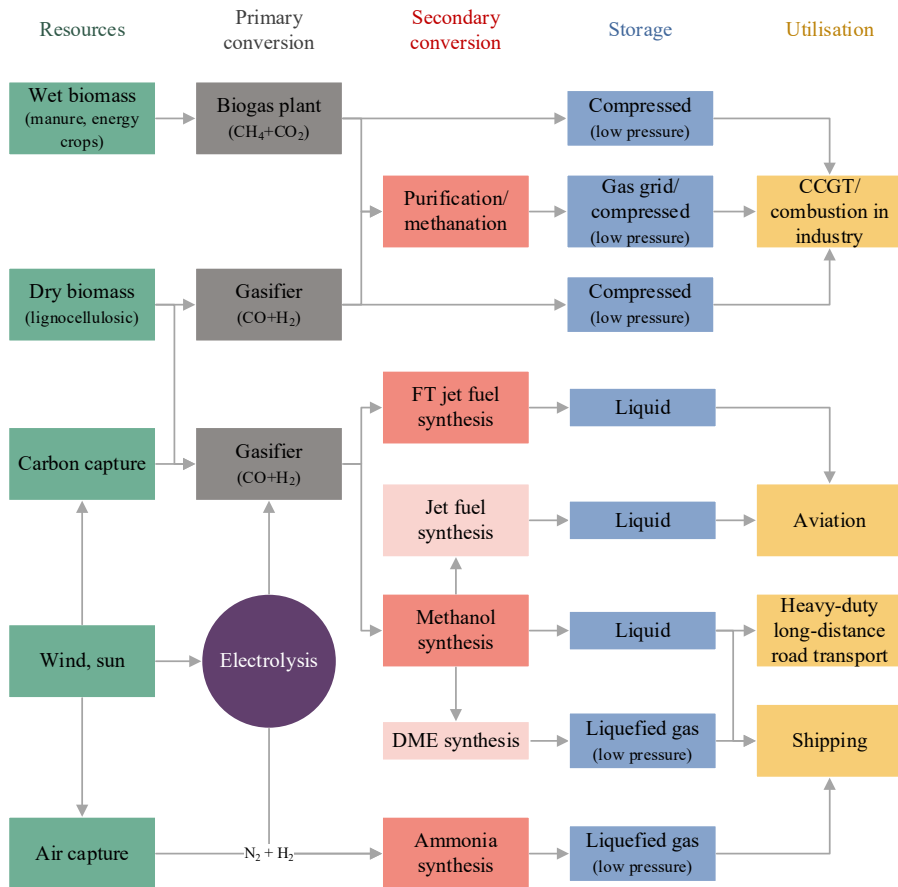 Resources
Primary
conversion
Secondary
conversion
Storage
Utilisation
Wet biomass
(manure, energy
crops)
Biogas plant
(CH₄+CO₂)
Compressed
(low pressure)
Purification/
methanation
Gas grid/
compressed
(low pressure)
CCGT/
combustion in
industry
Dry biomass
(lignocellulosic)
Gasifier
(CO+H₂)
Compressed
(low pressure)
FT jet fuel
synthesis
Liquid
Carbon capture
Gasifier
(CO+H₂)
Jet fuel
synthesis
Liquid
Aviation
Wind, sun
Electrolysis
Methanol
synthesis
Liquid
Heavy-duty
long-distance
road transport
DME synthesis
Liquefied gas
(low pressure)
Shipping
Air capture
N₂ + H₂
Ammonia
synthesis
Liquefied gas
(low pressure)